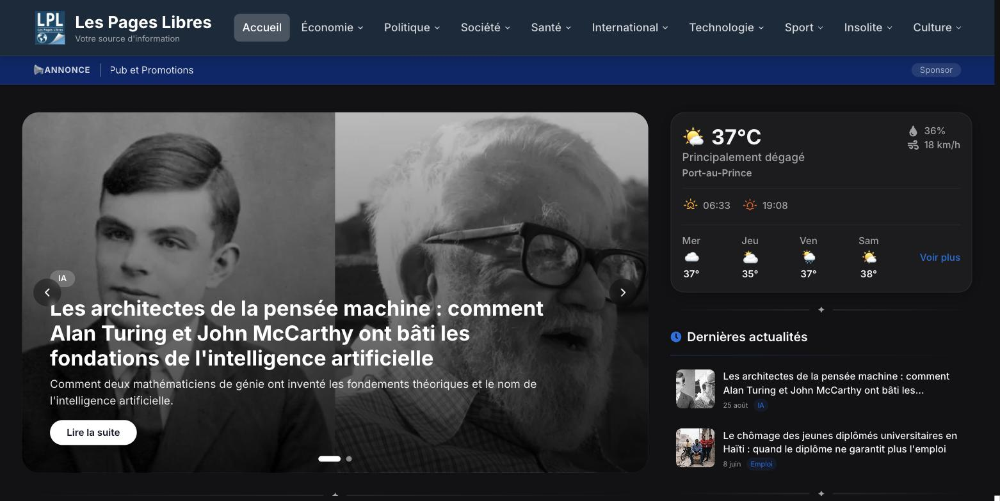 LPL
Les Pages Libres
Les Pages Libres
Votre source d'information
Accueil
Économie
Politique
Société
Santé
International
Technologie
Sport
Insolite
Culture
ANNONCE
Pub et Promotions
Sponsor
IA
Les architectes de la pensée machine : comment
Alan Turing et John McCarthy ont bâti les
fondations de l'intelligence artificielle
Comment deux mathématiciens de génie ont inventé les fondements théoriques et le nom de
l'intelligence artificielle.
Lire la suite
37°C
36%
18 km/h
Principalement dégagé
Port-au-Prince
06:33
19:08
Mer
Jeu
Ven
Sam
37°
35°
37°
38°
Voir plus
Dernières actualités
Les architectes de la pensée machine : comment
Alan Turing et John McCarthy ont bâti les...
25 août
IA
Le chômage des jeunes diplômés universitaires en
Haïti : quand le diplôme ne garantit plus l'emploi
8 juin
Emploi